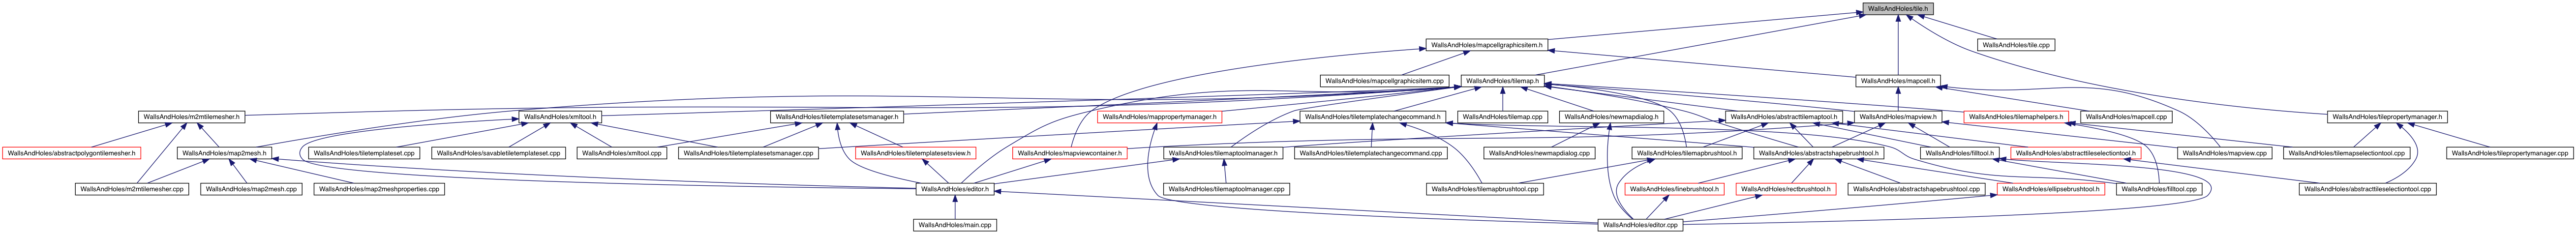 WallsAndHoles/tile.h
WallsAndHoles/mapcellgraphicsitem.h
WallsAndHoles/tile.cpp
WallsAndHoles/mapcellgraphicsitem.cpp
WallsAndHoles/tilemap.h
WallsAndHoles/mapcell.h
WallsAndHoles/m2mtilemesher.h
WallsAndHoles/xmltool.h
WallsAndHoles/tiletemplatesetsmanager.h
WallsAndHoles/mappropertymanager.h
WallsAndHoles/tiletemplatechangecommand.h
WallsAndHoles/tilemap.cpp
WallsAndHoles/newmapdialog.h
WallsAndHoles/abstracttilemaptool.h
WallsAndHoles/mapview.h
WallsAndHoles/tilemaphelpers.h
WallsAndHoles/mapcell.cpp
WallsAndHoles/tilepropertymanager.h
WallsAndHoles/abstractpolygontilemesher.h
WallsAndHoles/map2mesh.h
WallsAndHoles/tiletemplateset.cpp
WallsAndHoles/savabletiletemplateset.cpp
WallsAndHoles/xmltool.cpp
WallsAndHoles/tiletemplatesetsmanager.cpp
WallsAndHoles/tiletemplatesetsview.h
WallsAndHoles/mapviewcontainer.h
WallsAndHoles/tilemaptoolmanager.h
WallsAndHoles/tiletemplatechangecommand.cpp
WallsAndHoles/newmapdialog.cpp
WallsAndHoles/tilemapbrushtool.h
WallsAndHoles/abstractshapebrushtool.h
WallsAndHoles/filltool.h
WallsAndHoles/abstracttileselectiontool.h
WallsAndHoles/mapview.cpp
WallsAndHoles/tilemapselectiontool.cpp
WallsAndHoles/tilepropertymanager.cpp
WallsAndHoles/m2mtilemesher.cpp
WallsAndHoles/map2mesh.cpp
WallsAndHoles/map2meshproperties.cpp
WallsAndHoles/editor.h
WallsAndHoles/tilemaptoolmanager.cpp
WallsAndHoles/tilemapbrushtool.cpp
WallsAndHoles/linebrushtool.h
WallsAndHoles/rectbrushtool.h
WallsAndHoles/abstractshapebrushtool.cpp
WallsAndHoles/ellipsebrushtool.h
WallsAndHoles/filltool.cpp
WallsAndHoles/abstracttileselectiontool.cpp
WallsAndHoles/main.cpp
WallsAndHoles/editor.cpp